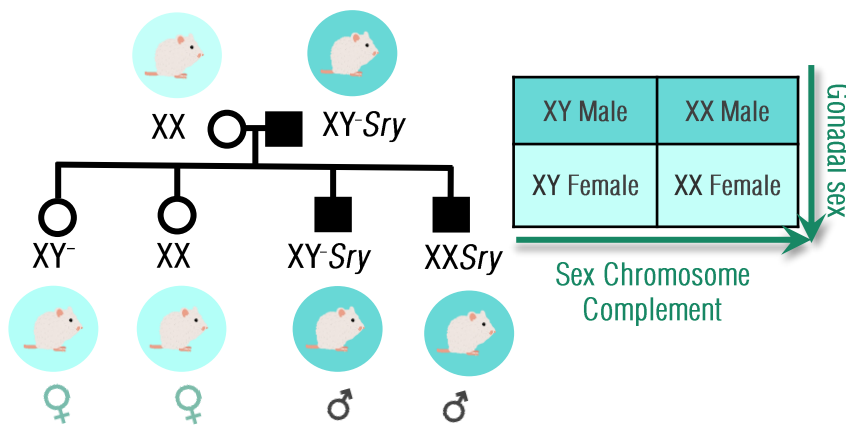 XX
XY⁻Sry
XY⁻
XX
XY⁻Sry
XXSry
♀
♀
♂
♂
XY Male
XX Male
XY Female
XX Female
Gonadal sex
Sex Chromosome
Complement